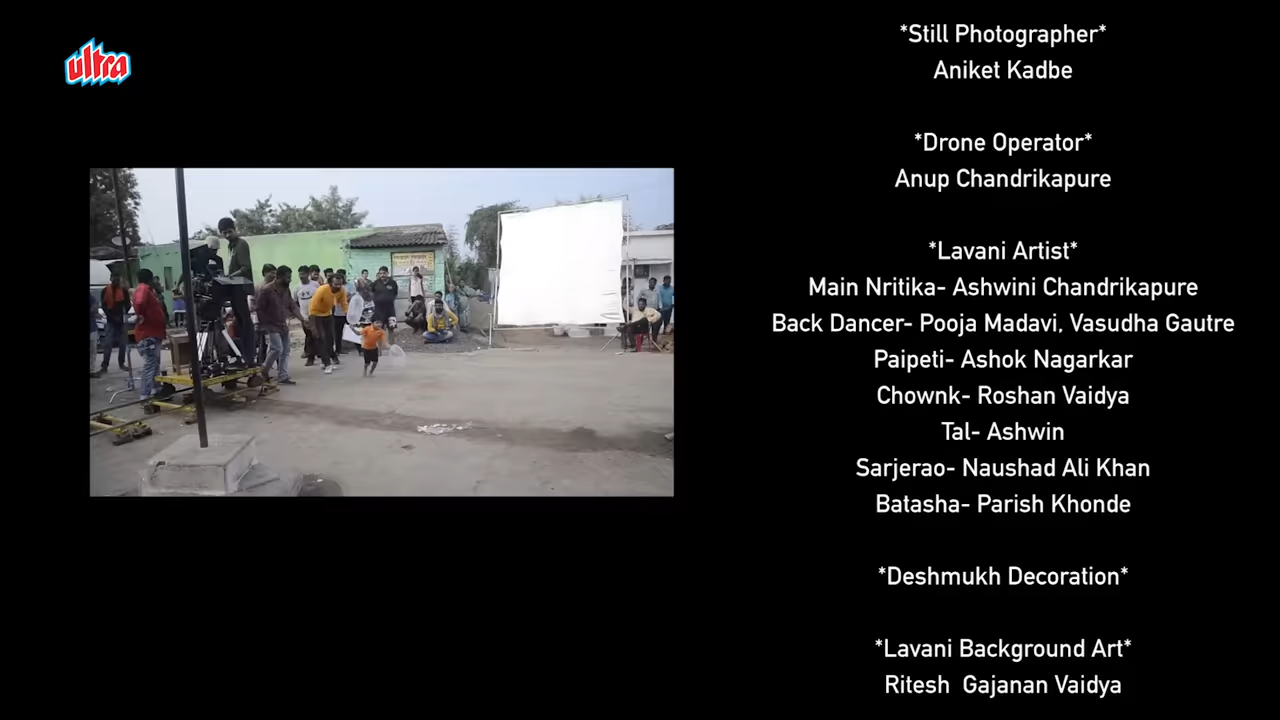 ultra
*Still Photographer*
Aniket Kadbe
*Drone Operator*
Anup Chandrikapure
*Lavani Artist*
Main Nritika- Ashwini Chandrikapure
Back Dancer- Pooja Madavi, Vasudha Gautre
Paipeti- Ashok Nagarkar
Chownk- Roshan Vaidya
Tal- Ashwin
Sarjerao- Naushad Ali Khan
Batasha- Parish Khonde
*Deshmukh Decoration*
*Lavani Background Art*
Ritesh  Gajanan Vaidya